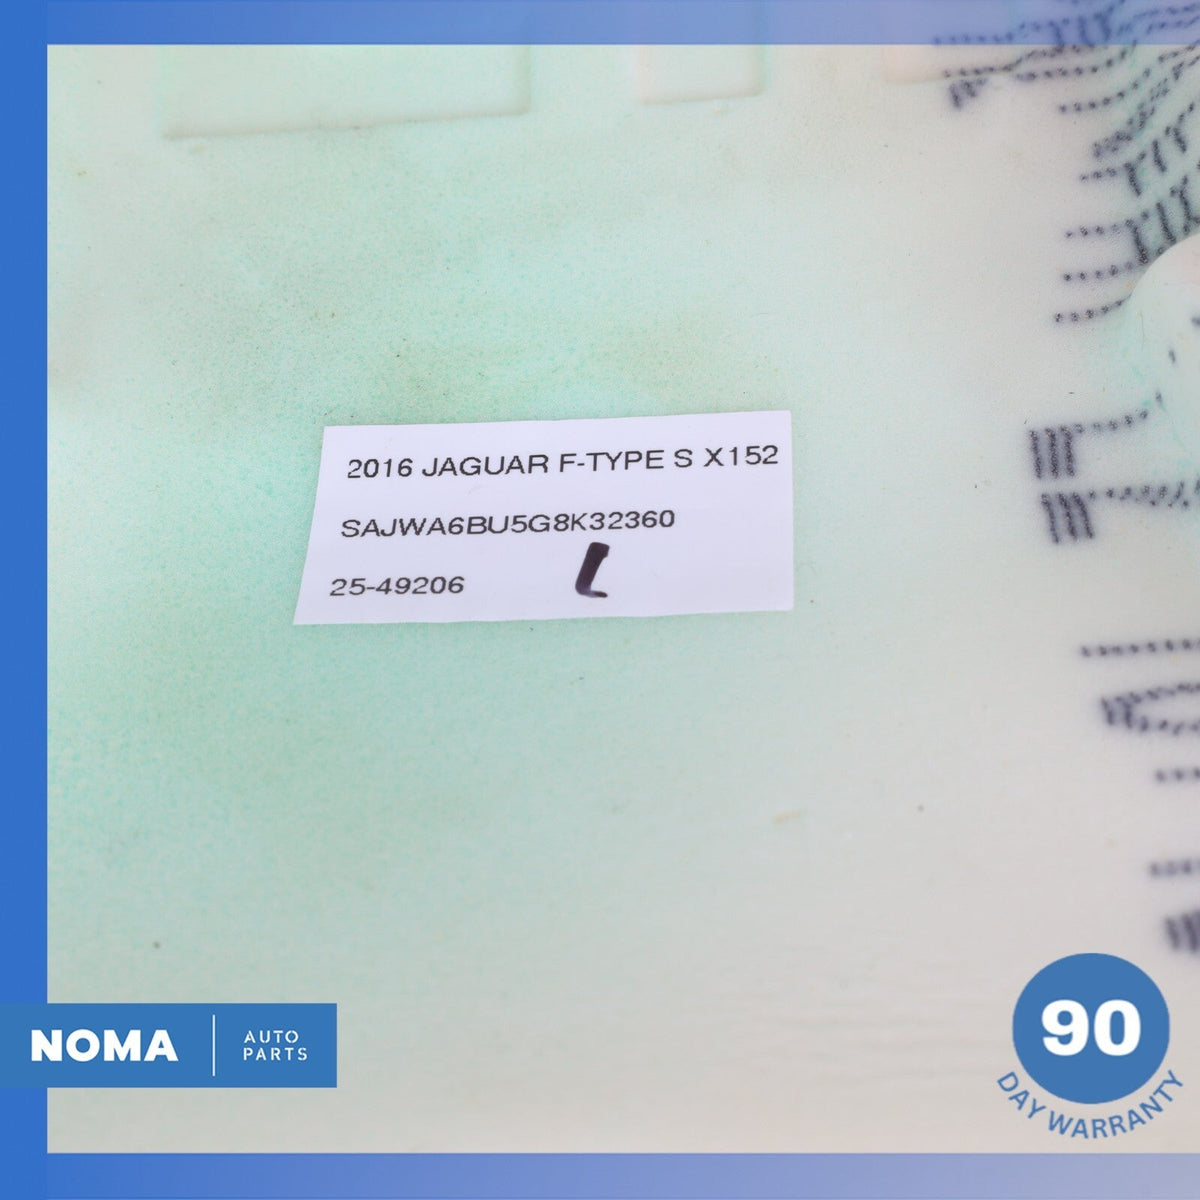 2016 JAGUAR F-TYPE S X152
SAJWA6BU5G8K32360
25-49206 L
NOMA
AUTO
PARTS
90
DAY WARRANTY